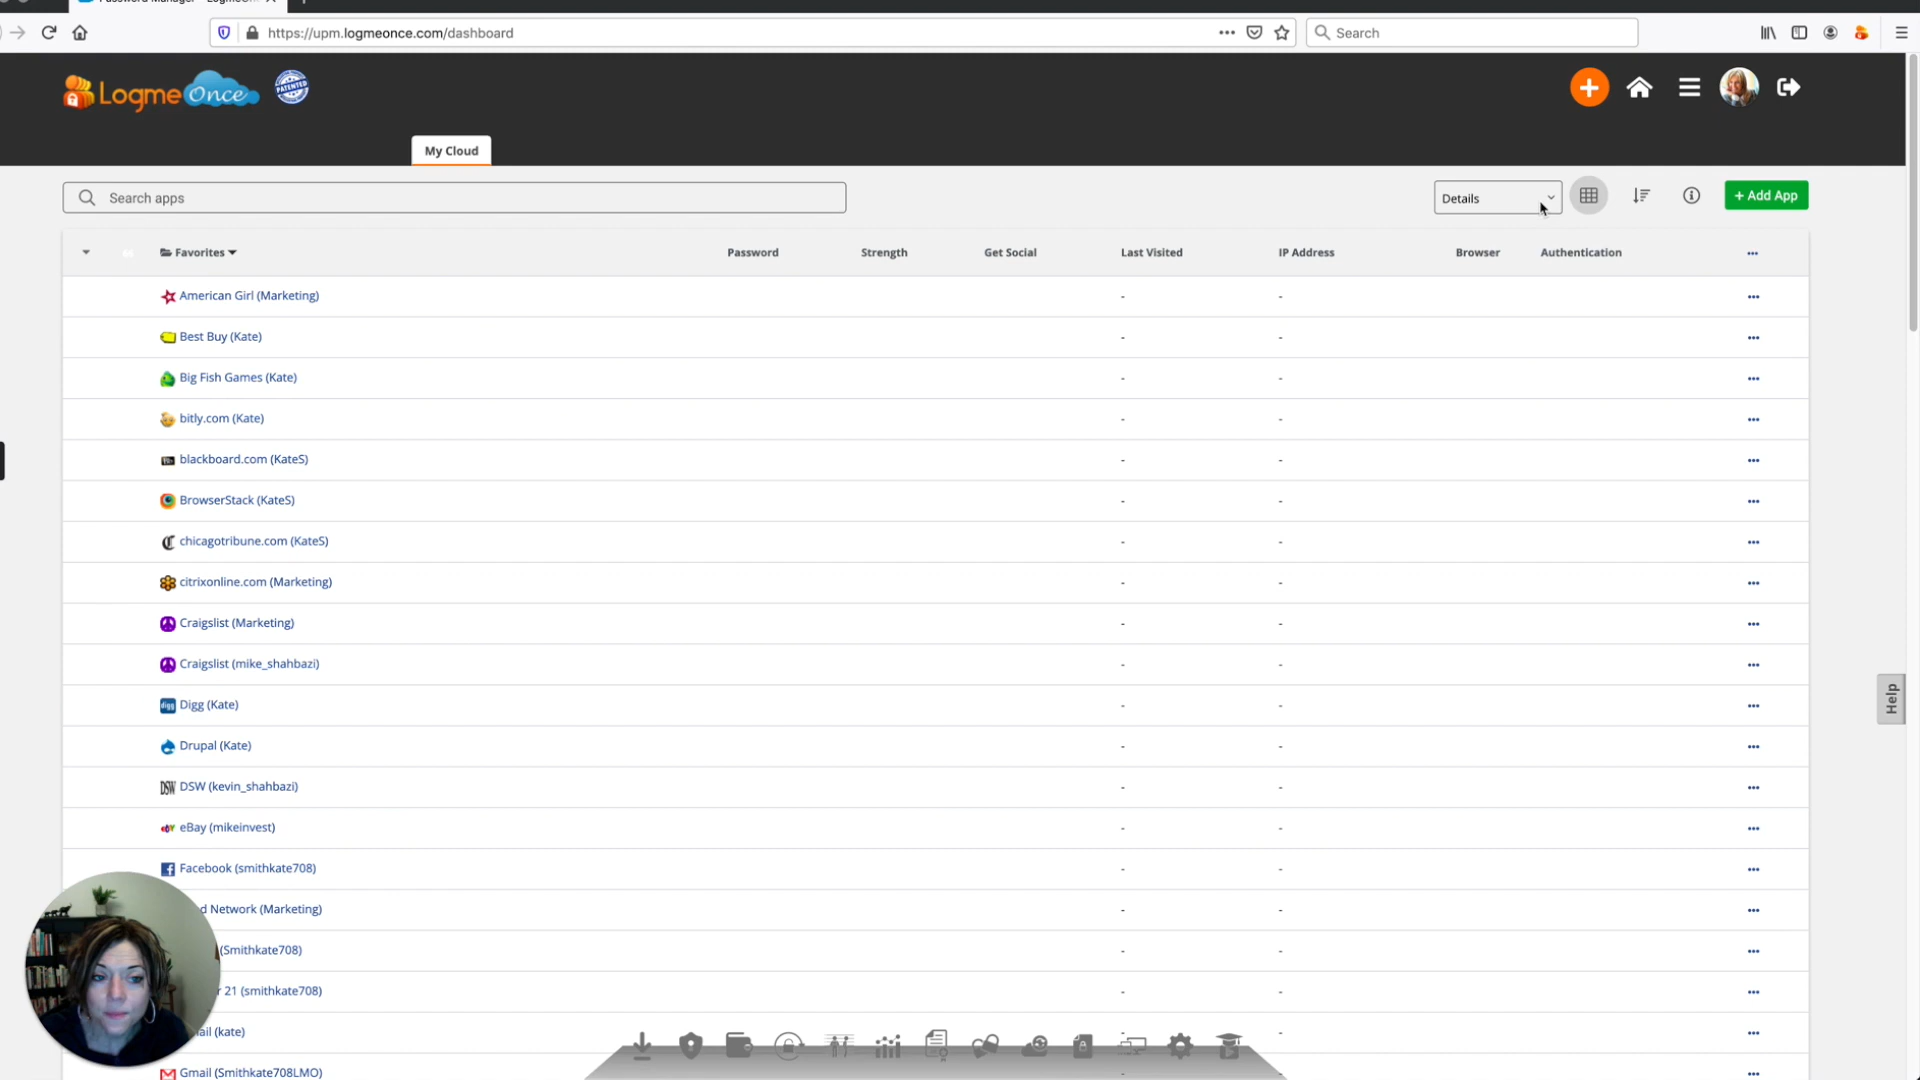 https://upm.logmeonce.com/dashboard
Search
LogmeOnce
PATENTED
My Cloud
Search apps
Details
+ Add App
Favorites
Password
Strength
Get Social
Last Visited
IP Address
Browser
Authentication
American Girl (Marketing)
- -
Best Buy (Kate)
- -
Big Fish Games (Kate)
- -
bitly.com (Kate)
- -
blackboard.com (KateS)
- -
BrowserStack (KateS)
- -
chicagotribune.com (KateS)
- -
citrixonline.com (Marketing)
- -
Craigslist (Marketing)
- -
Craigslist (mike_shahbazi)
- -
Digg (Kate)
- -
Drupal (Kate)
- -
DSW (kevin_shahbazi)
- -
eBay (mikeinvest)
- -
Facebook (smithkate708)
- -
d Network (Marketing)
- -
(Smithkate708)
- -
r 21 (smithkate708)
- -
ail (kate)
- -
Gmail (Smithkate708LMO)
- -
Help